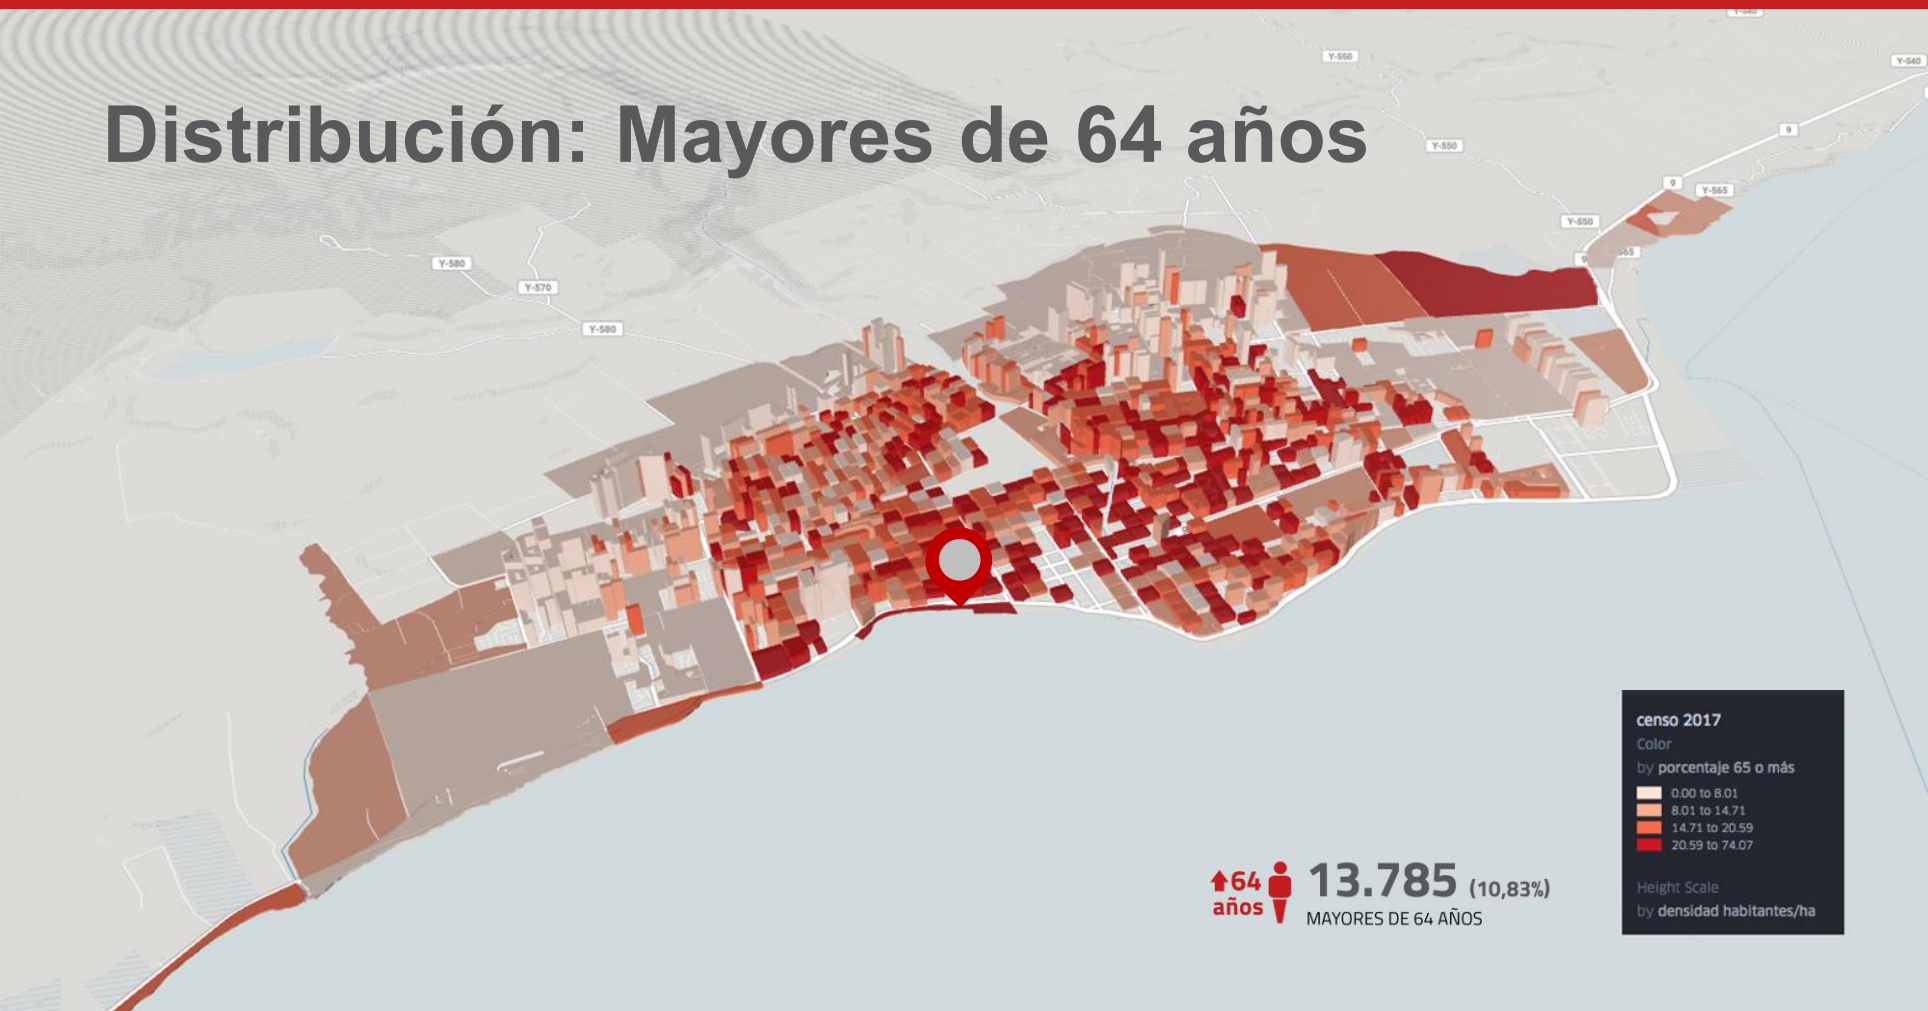 Y-540
Y-550
Y-540
Distribución: Mayores de 64 años
9
Y-550
9
Y-565
Y-550
Y-580
9
Y-570
Y-580
censo 2017
Color
by porcentaje 65 o más
0.00 to 8.01
8.01 to 14.71
14.71 to 20.59
20.59 to 74.07
Height Scale
by densidad habitantes/ha
64
años
13.785 (10,83%)
MAYORES DE 64 AÑOS